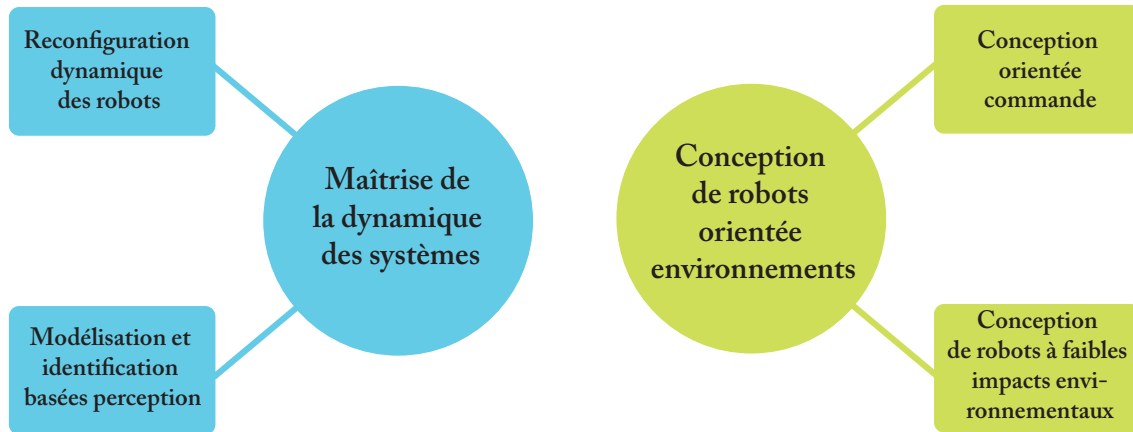 Reconfiguration
dynamique
des robots
Maîtrise de
la dynamique
des systèmes
Modélisation et
identification
basées perception
Conception
de robots
orientée
environnements
Conception
orientée
commande
Conception
de robots à faibles
impacts envi-
ronnementaux